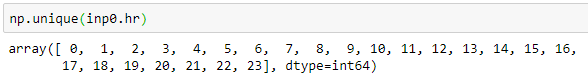 np.unique(inp0.hr)
array([ 0,  1,  2,  3,  4,  5,  6,  7,  8,  9, 10, 11, 12, 13, 14, 15, 16,
       17, 18, 19, 20, 21, 22, 23], dtype=int64)